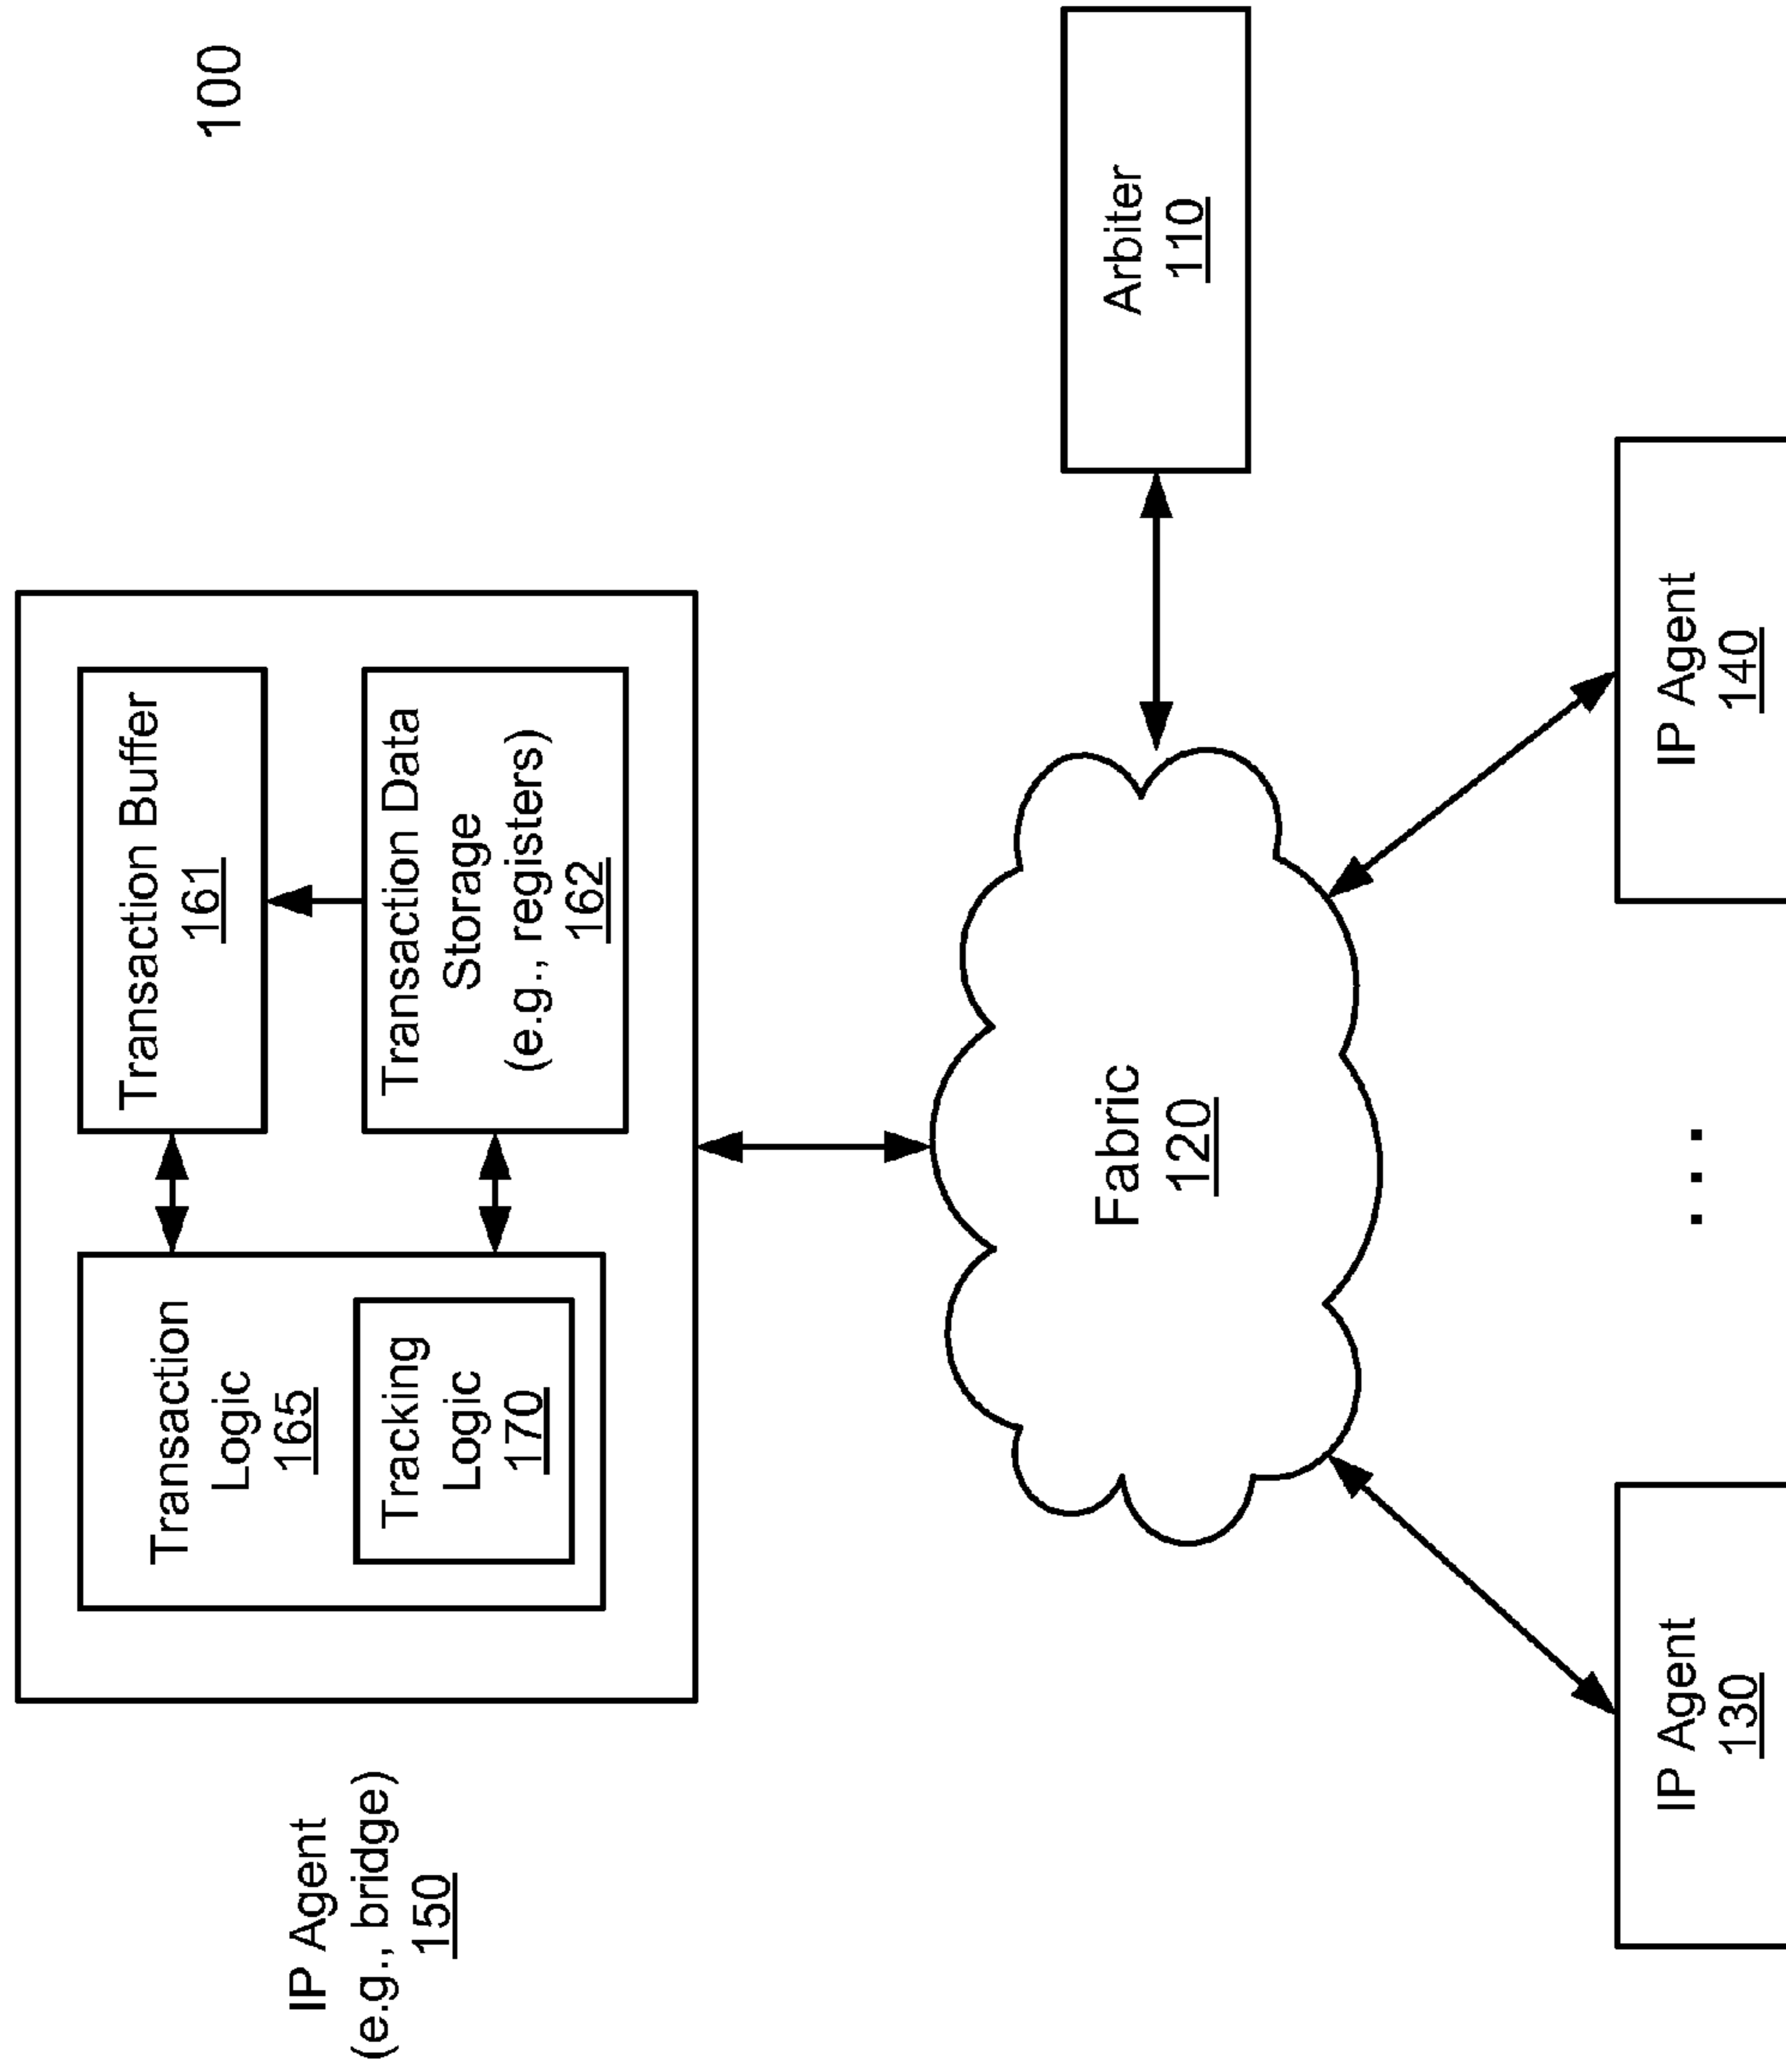 100
IP Agent
(e.g., bridge)
150
Transaction
Logic
165
Tracking
Logic
170
Transaction Buffer
161
Transaction Data
Storage
(e.g., registers)
162
Fabric
120
Arbiter
110
IP Agent
130
. . .
IP Agent
140